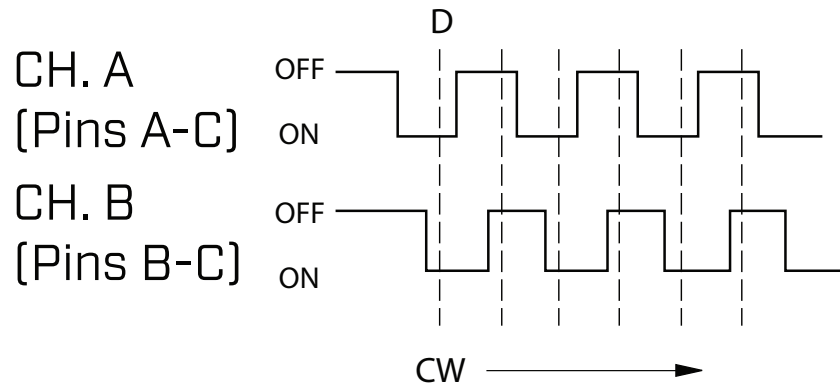 D
CH. A OFF
(Pins A-C) ON
CH. B OFF
(Pins B-C) ON
CW